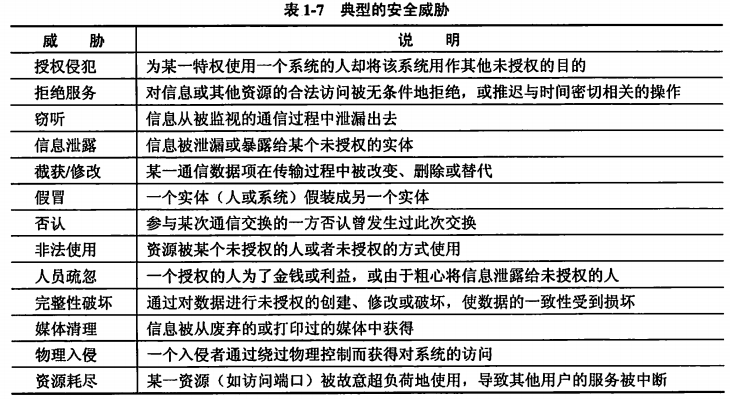 表1-7 典型的安全威胁
威 胁 说 明
授权侵犯 为某一特权使用一个系统的人却将该系统用作其他未授权的目的
拒绝服务 对信息或其他资源的合法访问被无条件地拒绝，或推迟与时间密切相关的操作
窃听 信息从被监视的通信过程中泄漏出去
信息泄露 信息被泄漏或暴露给某个未授权的实体
截获/修改 某一通信数据项在传输过程中被改变、删除或替代
假冒 一个实体（人或系统）假装成另一个实体
否认 参与某次通信交换的一方否认曾发生过此次交换
非法使用 资源被某个未授权的人或者未授权的方式使用
人员疏忽 一个授权的人为了金钱或利益，或由于粗心将信息泄露给未授权的人
完整性破坏 通过对数据进行未授权的创建、修改或破坏，使数据的一致性受到损坏
媒体清理 信息被从废弃的或打印过的媒体中获得
物理入侵 一个入侵者通过绕过物理控制而获得对系统的访问
资源耗尽 某一资源（如访问端口）被故意超负荷地使用，导致其他用户的服务被中断